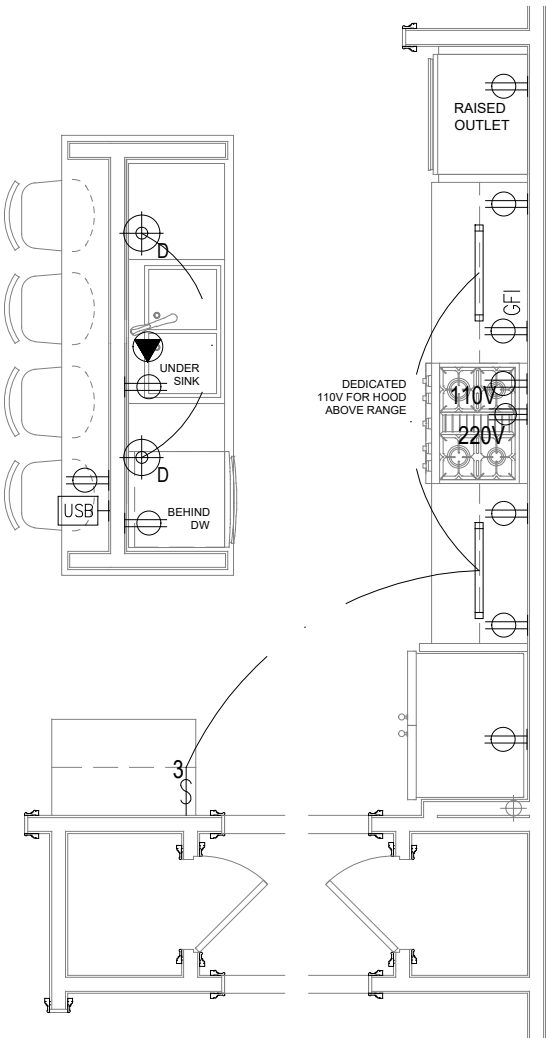 RAISED
OUTLET
D
GFI
UNDER
SINK
DEDICATED
110V FOR HOOD
ABOVE RANGE
110V
220V
D
USB
BEHIND
DW
3
S